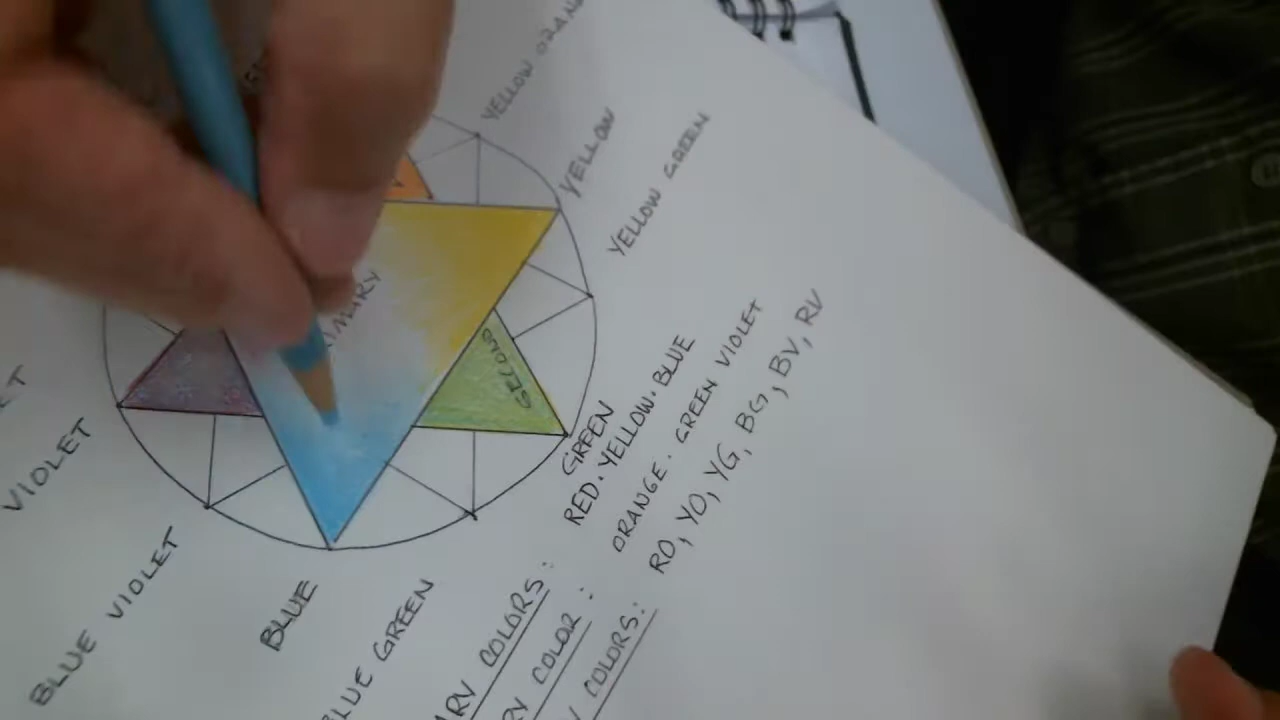 YELLOW
YELLOW GREEN
SECOND
GREEN
VIOLET
BLUE VIOLET
BLUE
BLUE GREEN
COLORS: RED·YELLOW·BLUE
COLOR: ORANGE·GREEN VIOLET
COLORS: RO, YO, YG, BG, BV, RV